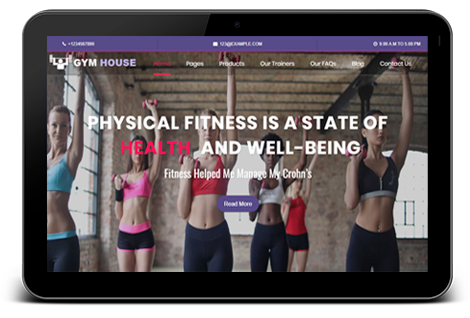 +1234567890 123@EXAMPLE.COM 9:00 A.M TO 5:00 PM
GYM HOUSE Home Pages Products Our Trainers Our FAQs Blog Contact Us
PHYSICAL FITNESS IS A STATE OF
HEALTH AND WELL-BEING
Fitness Helped Me Manage My Crohn's
Read More